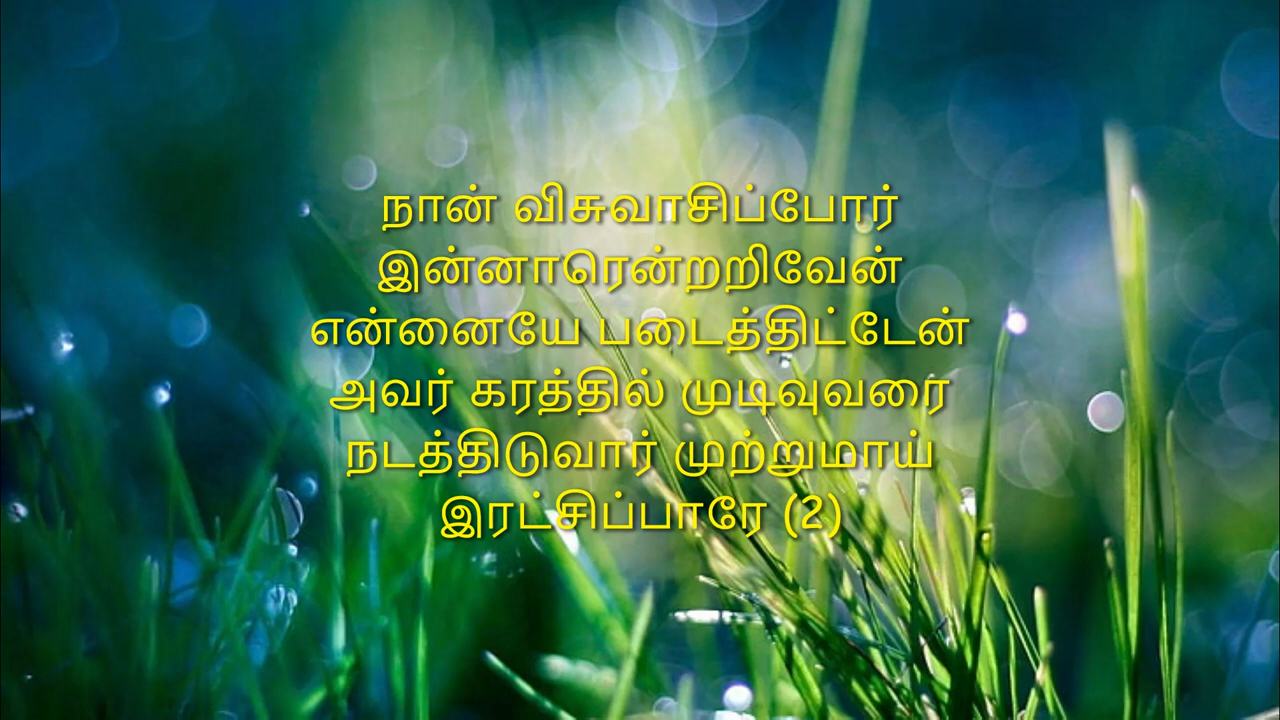 நான் விசுவாசிப்போர்
இன்னாரென்றறிவேன்
என்னையே படைத்திட்டேன்
அவர் கரத்தில் முடிவுவரை
நடத்திடுவார் முற்றுமாய்
இரட்சிப்பாரே (2)